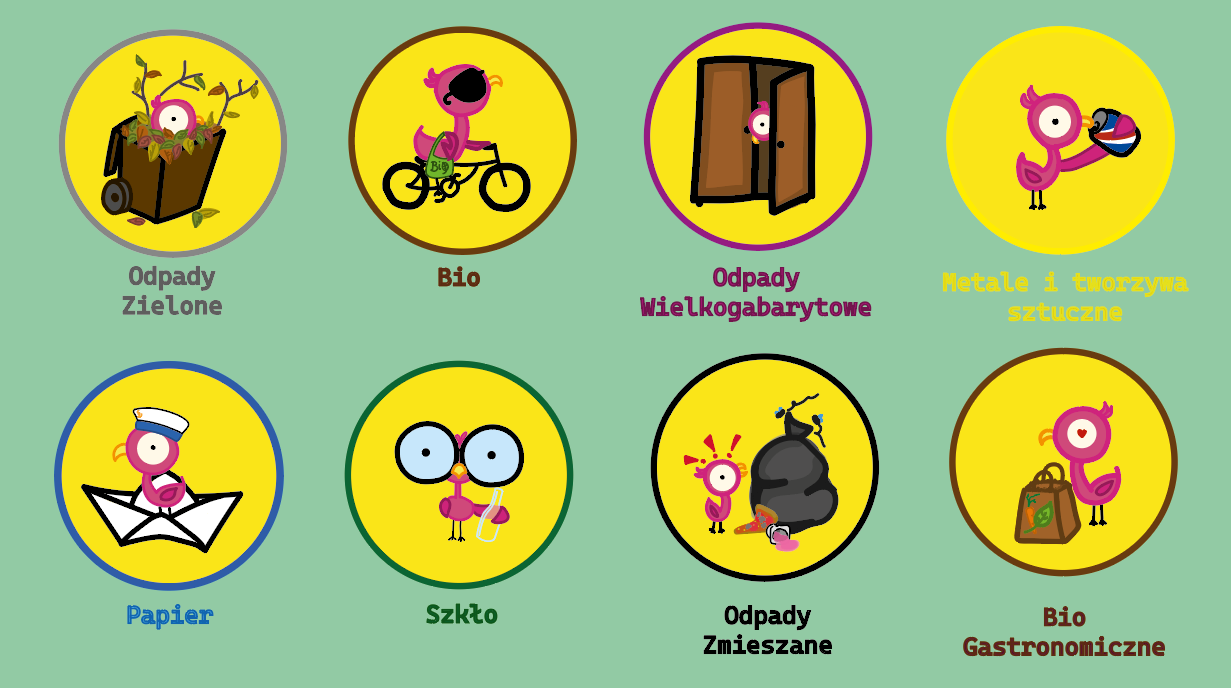 Odpady
Zielone
Bio
Bio
Odpady
Wielkogabarytowe
Metale i tworzywa
sztuczne
Papier
Szkło
Odpady
Zmieszane
Bio
Gastronomiczne